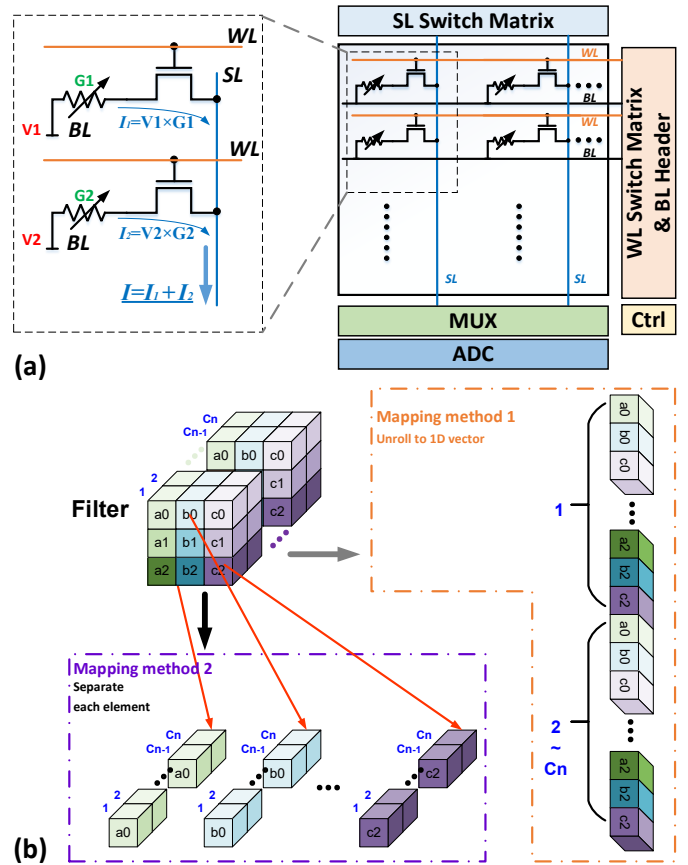 SL Switch Matrix
WL
G1
SL
V1
BL
I₁=V1×G1
WL
G2
V2
BL
I₂=V2×G2
I=I₁ + I₂
WL
BL
WL
BL
SL
SL
WL Switch Matrix
& BL Header
MUX
Ctrl
ADC
(a)
Filter
Cn
Cn-1
a0 b0 c0
c1
c2
2
1
a0 b0 c0
a1 b1 c1
a2 b2 c2
Mapping method 1
Unroll to 1D vector
1
a0
b0
c0
a2
b2
c2
2
~
Cn
a0
b0
c0
a2
b2
c2
Mapping method 2
Separate
each element
Cn
Cn-1
a0
2
1
a0
Cn
Cn-1
b0
2
1
b0
Cn
Cn-1
c2
2
1
c2
(b)